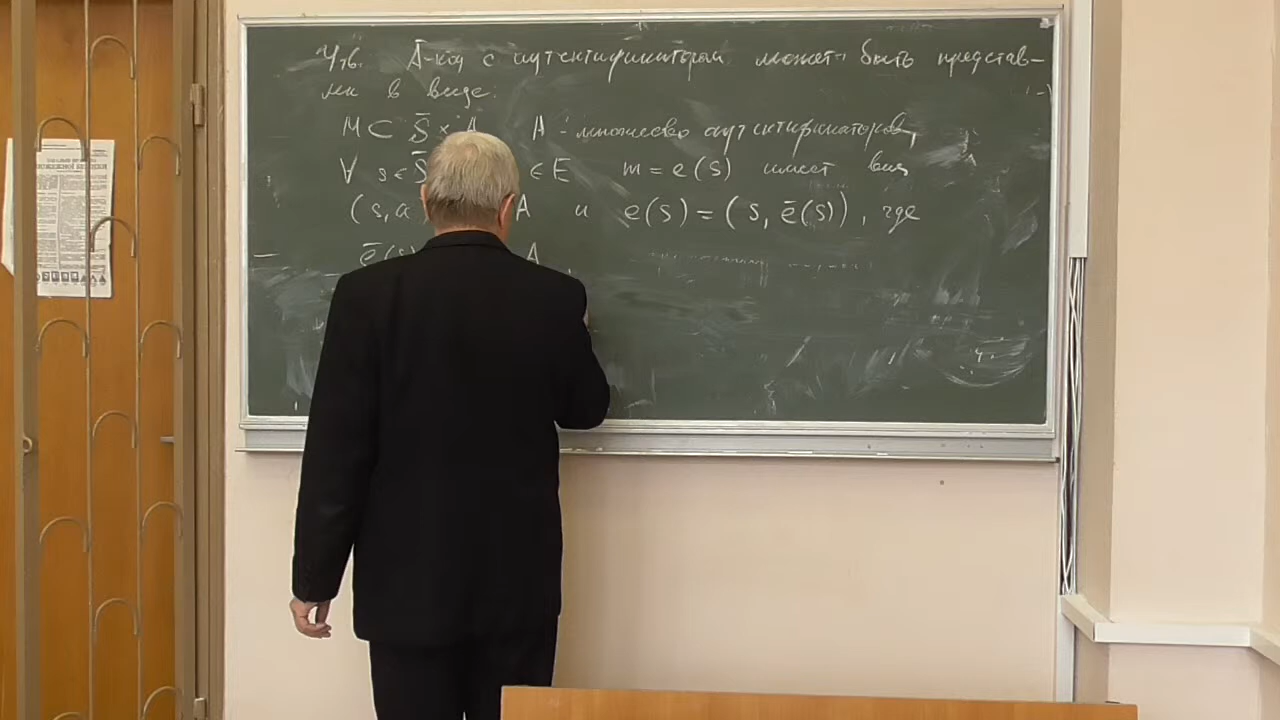 Утв. Ā-код с аутентификатором может быть представ-
лен в виде:
M ⊂ S̄ × A A - множество аутентификаторов,
∀ s ∈ S̄ ∈ E m = e(s) имеет вид
(s, a) A и e(s) = (s, ē(s)), где
ē(s) A